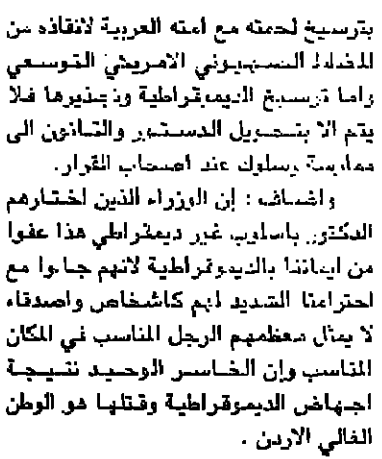 بترسيخ لحمته مع امته العربية لانقاذه من
المخطط الصهيوني الامريكي التوسعي
واما ترسيخ الديموقراطية وتجذيرها فلا
يتم الا بتحويل الدستور والقانون الى
ممارسة وسلوك عند اصحاب القرار.
واضاف : إن الوزراء الذين اختارهم
الدكتور باسلوب غير ديمقراطي هذا عفوا
من ايماننا بالديموقراطية لانهم جاءوا مع
احترامنا الشديد لهم كاشخاص واصدقاء
لا يمثل معظمهم الرجل المناسب في المكان
المناسب وإن الخاسر الوحيد نتيجة
اجهاض الديموقراطية وقتلها هو الوطن
الغالي الاردن .